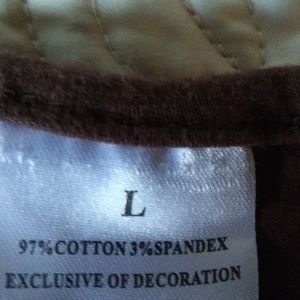 L
97%COTTON 3%SPANDEX
EXCLUSIVE OF DECORATION